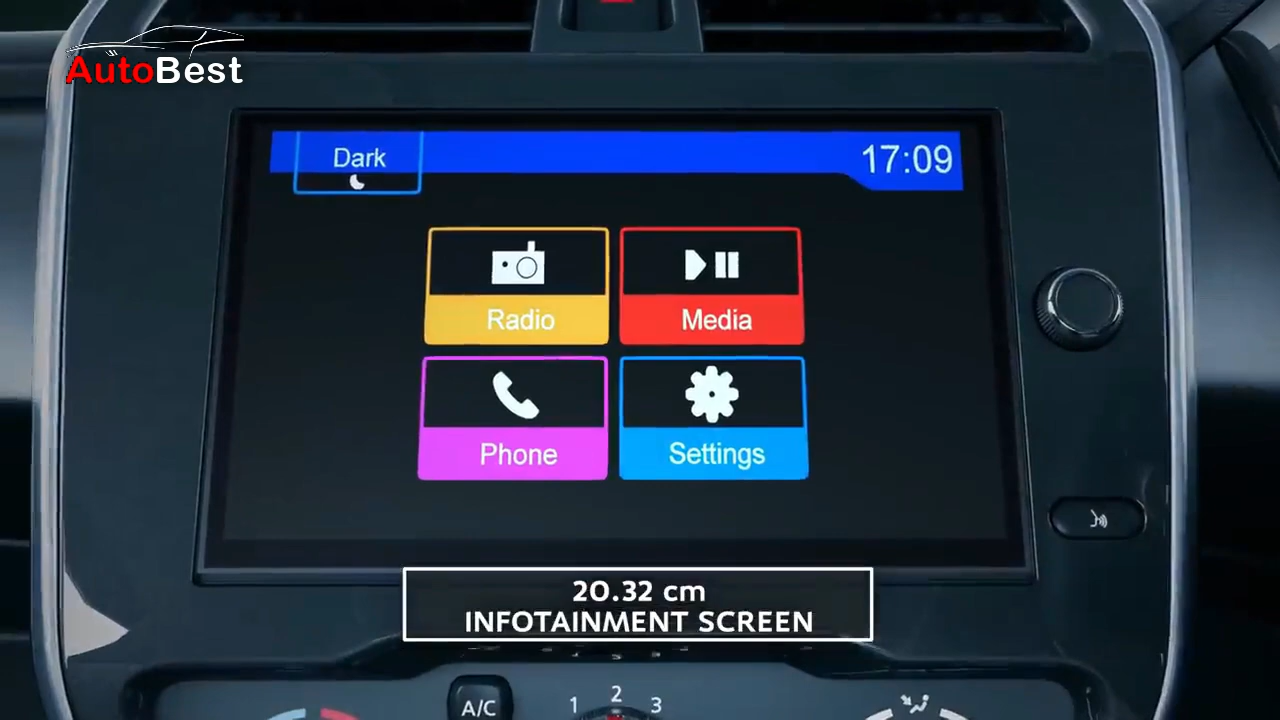 AutoBest
Dark
17:09
Radio
Media
Phone
Settings
20.32 cm
INFOTAINMENT SCREEN
A/C
1 2 3